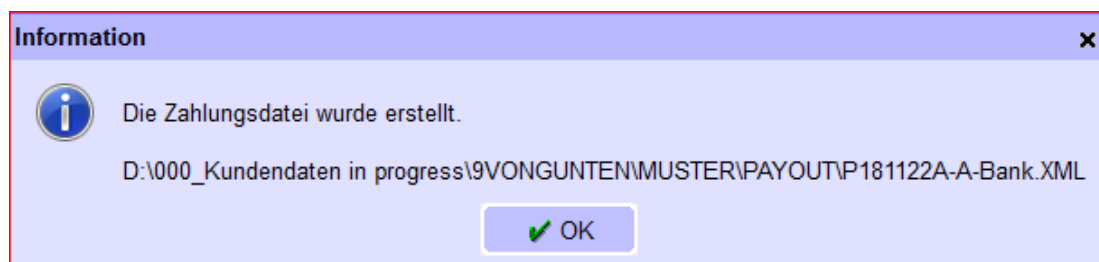 Information
Die Zahlungsdatei wurde erstellt.
D:\000_Kundendaten in progress\9VONGUNTEN\MUSTER\PAYOUT\P181122A-A-Bank.XML
OK